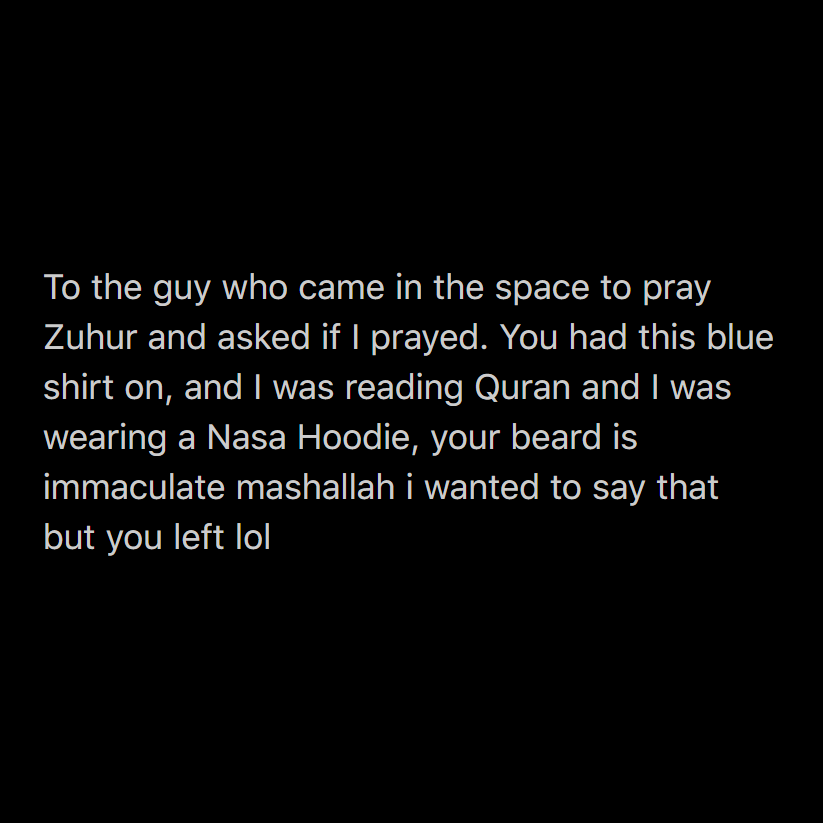 To the guy who came in the space to pray
Zuhur and asked if I prayed. You had this blue
shirt on, and I was reading Quran and I was
wearing a Nasa Hoodie, your beard is
immaculate mashallah i wanted to say that
but you left lol